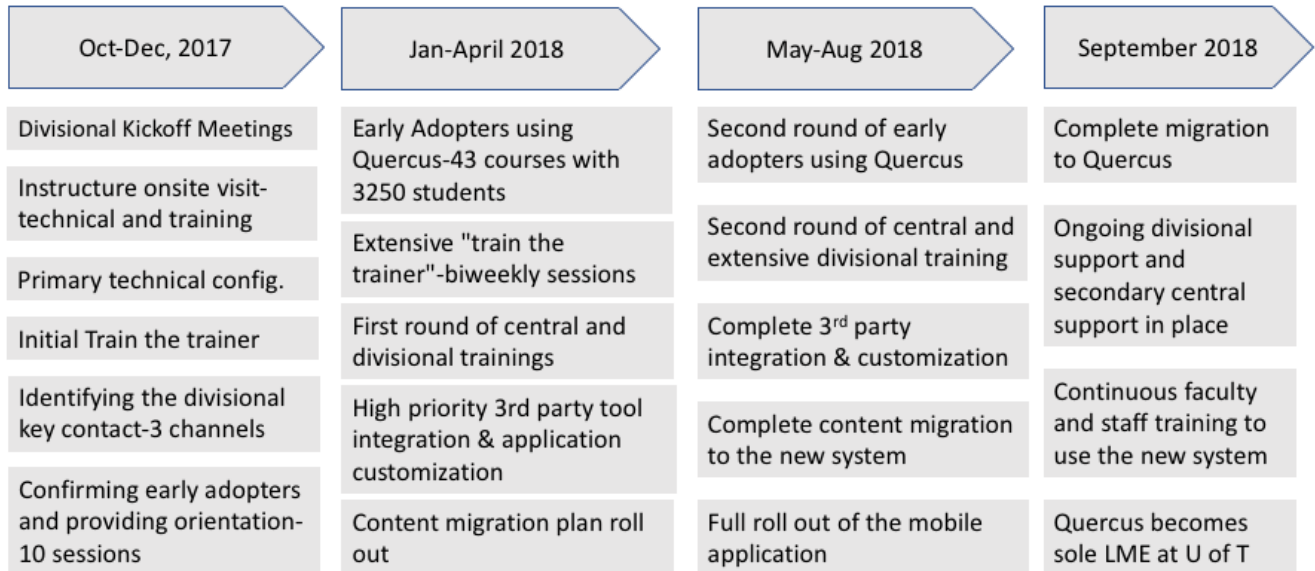 Oct-Dec, 2017
Divisional Kickoff Meetings
Instructure onsite visit-
technical and training
Primary technical config.
Initial Train the trainer
Identifying the divisional
key contact-3 channels
Confirming early adopters
and providing orientation-
10 sessions
Jan-April 2018
Early Adopters using
Quercus-43 courses with
3250 students
Extensive "train the
trainer"-biweekly sessions
First round of central and
divisional trainings
High priority 3rd party tool
integration & application
customization
Content migration plan roll
out
May-Aug 2018
Second round of early
adopters using Quercus
Second round of central and
extensive divisional training
Complete 3rd party
integration & customization
Complete content migration
to the new system
Full roll out of the mobile
application
September 2018
Complete migration
to Quercus
Ongoing divisional
support and
secondary central
support in place
Continuous faculty
and staff training to
use the new system
Quercus becomes
sole LME at U of T